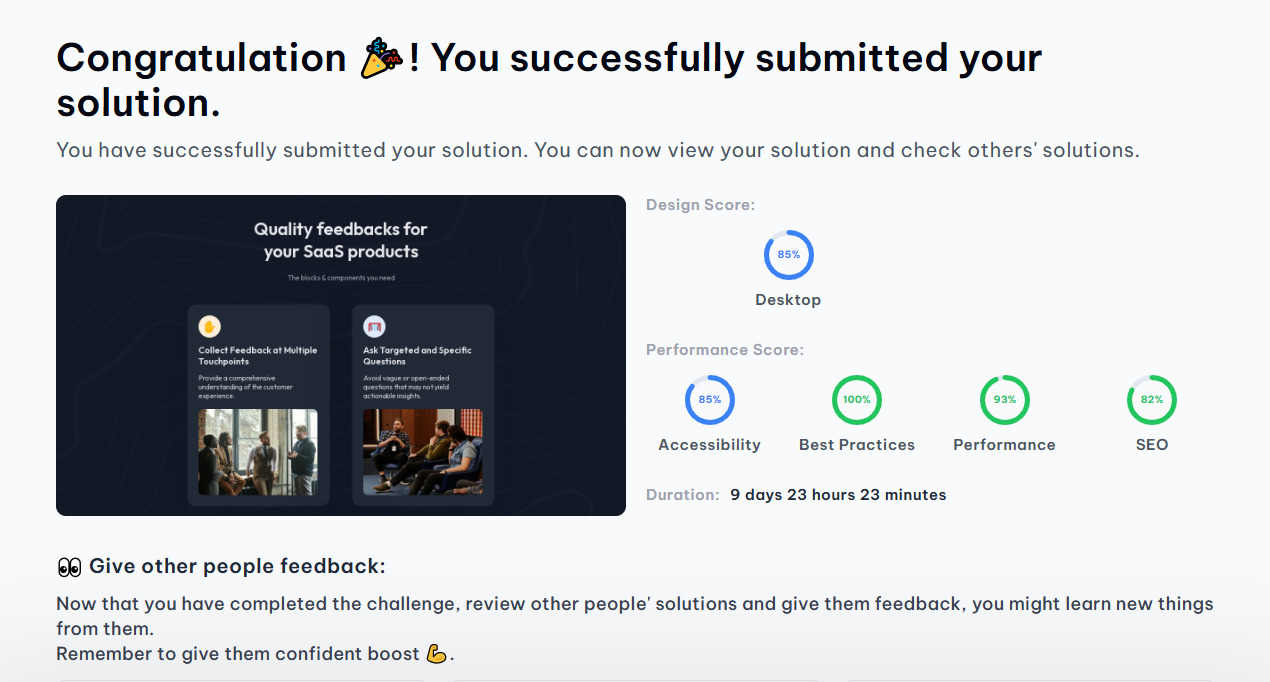 Congratulation 🎉! You successfully submitted your
solution.
You have successfully submitted your solution. You can now view your solution and check others' solutions.
Quality feedbacks for
your SaaS products
The blocks & components you need
Collect Feedback at Multiple
Touchpoints
Provide a comprehensive
understanding of the customer
experience.
Ask Targeted and Specific
Questions
Avoid vague or open-ended
questions that may not yield
actionable insights.
Design Score:
85%
Desktop
Performance Score:
85%
100%
93%
82%
Accessibility
Best Practices
Performance
SEO
Duration: 9 days 23 hours 23 minutes
👀 Give other people feedback:
Now that you have completed the challenge, review other people' solutions and give them feedback, you might learn new things
from them.
Remember to give them confident boost 💪.